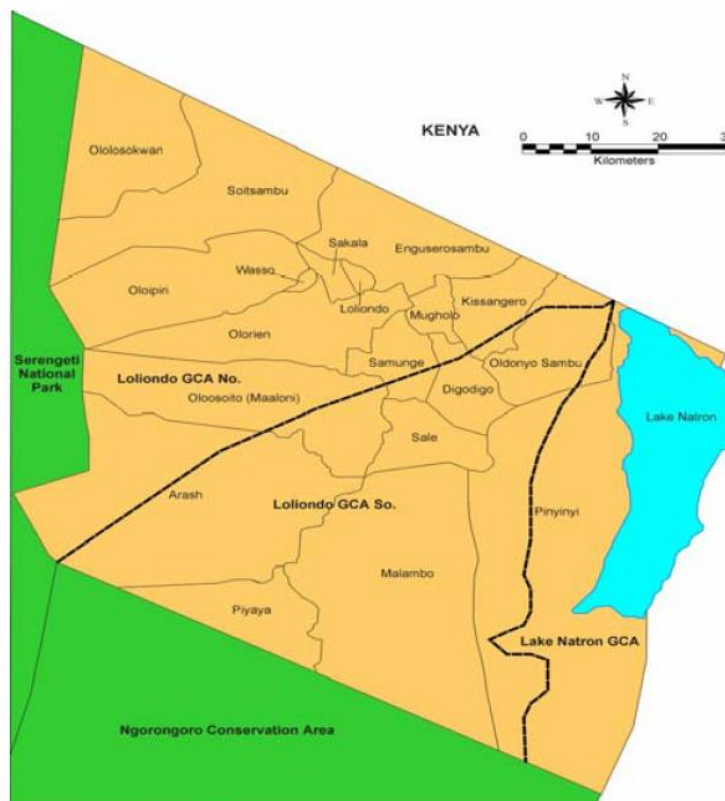 N
W E
S
KENYA
0 10 20 3
Kilometers
Ololosokwan
Soitsambu
Sakala
Enguserosambu
Wasso
Oloipiri
Loliondo
Kissangero
Mugholo
Olorien
Serengeti
National
Park
Samunge
Oldonyo Sambu
Loliondo GCA No.
Oloosoito (Maaloni)
Digodigo
Lake Natron
Sale
Arash
Loliondo GCA So.
Pinyinyi
Malambo
Piyaya
Lake Natron GCA
Ngorongoro Conservation Area